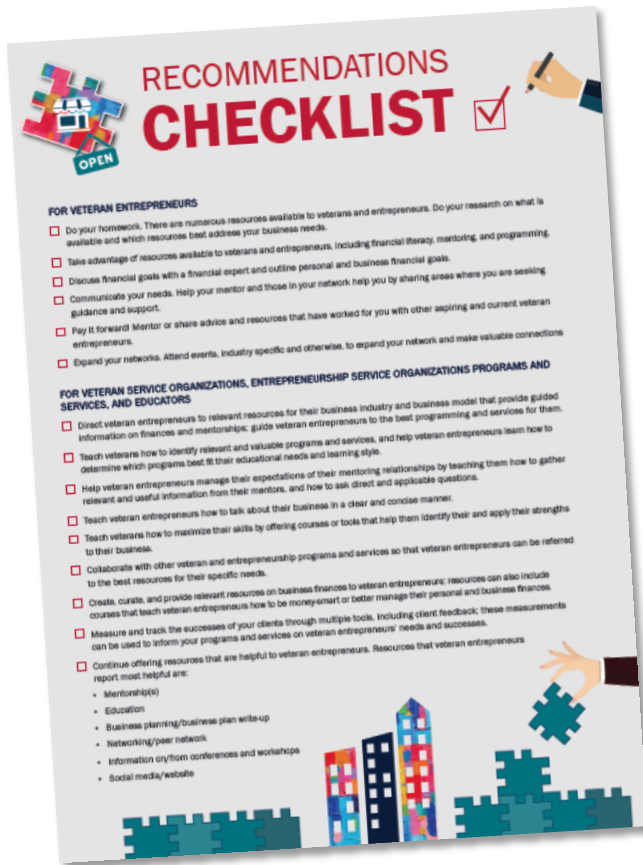 RECOMMENDATIONS
CHECKLIST
OPEN
FOR VETERAN ENTREPRENEURS
Do your homework. There are numerous resources available to veterans and entrepreneurs. Do your research on what is
available and which resources best address your business needs.
Take advantage of resources available to veterans and entrepreneurs, including financial literacy, mentoring, and programming.
Discuss financial goals with a financial expert and outline personal and business financial goals.
Communicate your needs. Help your mentor and those in your network help you by sharing areas where you are seeking
guidance and support.
Pay it forward! Mentor or share advice and resources that have worked for you with other aspiring and current veteran
entrepreneurs.
Expand your networks. Attend events, industry specific and otherwise, to expand your network and make valuable connections
FOR VETERAN SERVICE ORGANIZATIONS, ENTREPRENEURSHIP SERVICE ORGANIZATIONS PROGRAMS AND
SERVICES, AND EDUCATORS
Direct veteran entrepreneurs to relevant resources for their business industry and business model that provide guided
information on finances and mentorships; guide veteran entrepreneurs to the best programming and services for them.
Teach veterans how to identify relevant and valuable programs and services, and help veteran entrepreneurs learn how to
determine which programs best fit their educational needs and learning style.
Help veteran entrepreneurs manage their expectations of their mentoring relationships by teaching them how to gather
relevant and useful information from their mentors, and how to ask direct and applicable questions.
Teach veteran entrepreneurs how to talk about their business in a clear and concise manner.
Teach veterans how to maximize their skills by offering courses or tools that help them identify their and apply their strengths
to their business.
Collaborate with other veteran and entrepreneurship programs and services so that veteran entrepreneurs can be referred
to the best resources for their specific needs.
Create, curate, and provide relevant resources on business finances to veteran entrepreneurs; resources can also include
courses that teach veteran entrepreneurs how to be money-smart or better manage their personal and business finances.
Measure and track the successes of your clients through multiple tools, including client feedback; these measurements
can be used to inform your programs and services on veteran entrepreneurs' needs and successes.
Continue offering resources that are helpful to veteran entrepreneurs. Resources that veteran entrepreneurs
report most helpful are:
• Mentorship(s)
• Education
• Business planning/business plan write-up
• Networking/peer network
• Information on/from conferences and workshops
• Social media/website